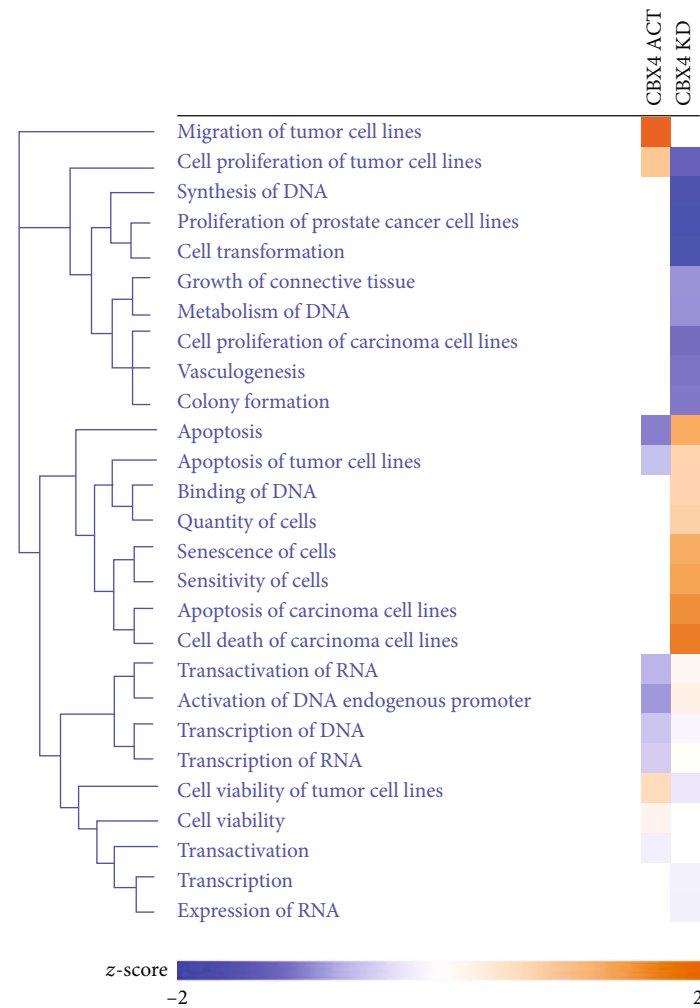 CBX4 ACT
CBX4 KD
Migration of tumor cell lines
Cell proliferation of tumor cell lines
Synthesis of DNA
Proliferation of prostate cancer cell lines
Cell transformation
Growth of connective tissue
Metabolism of DNA
Cell proliferation of carcinoma cell lines
Vasculogenesis
Colony formation
Apoptosis
Apoptosis of tumor cell lines
Binding of DNA
Quantity of cells
Senescence of cells
Sensitivity of cells
Apoptosis of carcinoma cell lines
Cell death of carcinoma cell lines
Transactivation of RNA
Activation of DNA endogenous promoter
Transcription of DNA
Transcription of RNA
Cell viability of tumor cell lines
Cell viability
Transactivation
Transcription
Expression of RNA
z-score
−2 2